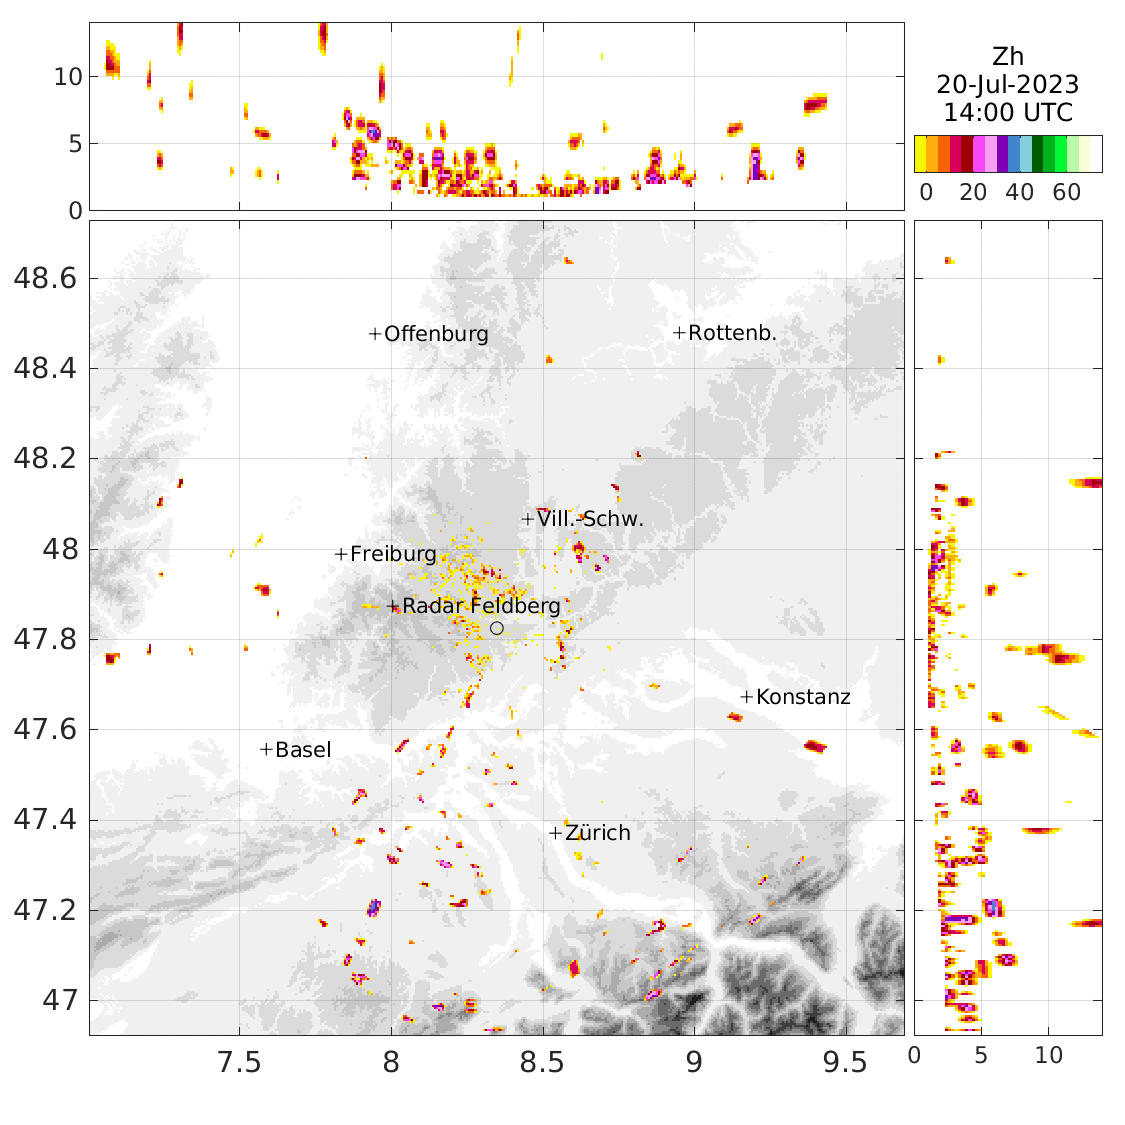 Zh
20-Jul-2023
14:00 UTC
10
5
0
0 20 40 60
48.6
48.4
48.2
48
47.8
47.6
47.4
47.2
47
+Offenburg
+Rottenb.
+Vill.-Schw.
+Freiburg
+Radar Feldberg
+Konstanz
+Basel
+Zürich
7.5 8 8.5 9 9.5
0 5 10